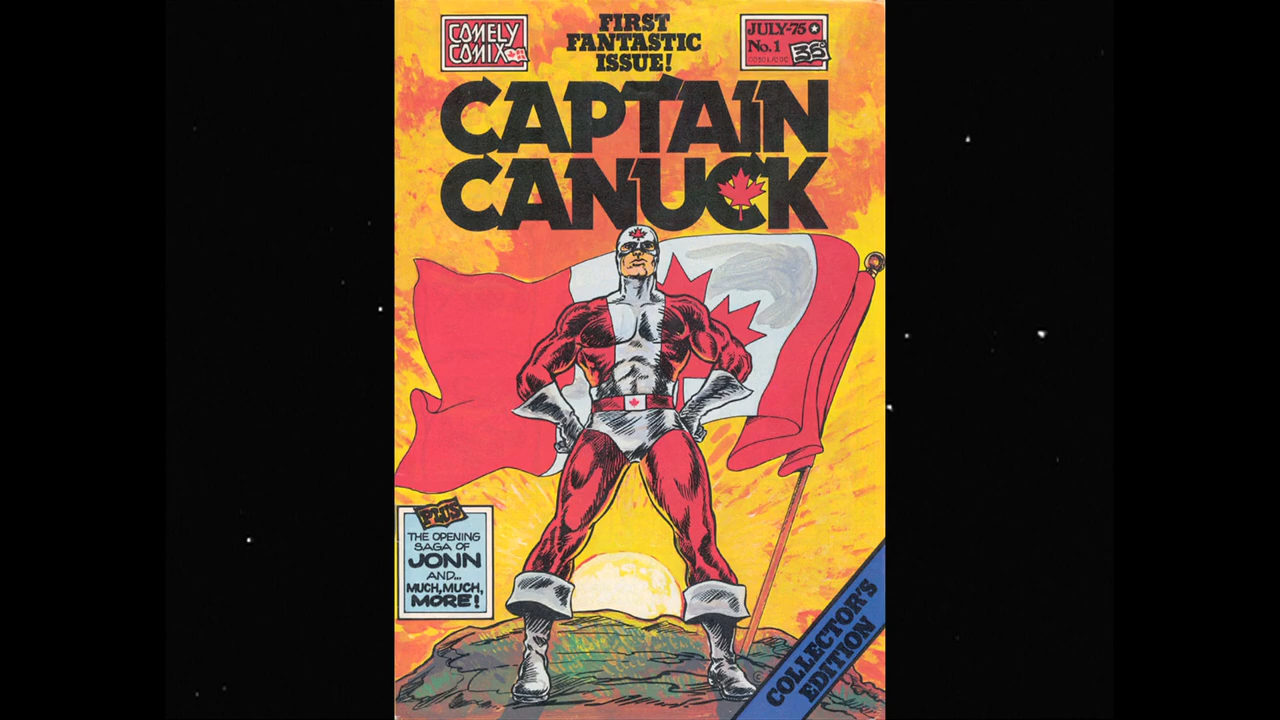 COMELY
COMIX
FIRST
FANTASTIC
ISSUE!
JULY-75
No. 1
35¢
CAPTAIN
CANUCK
PLUS
THE OPENING
SAGA OF
JONN
AND...
MUCH, MUCH,
MORE!
COLLECTOR'S
EDITION